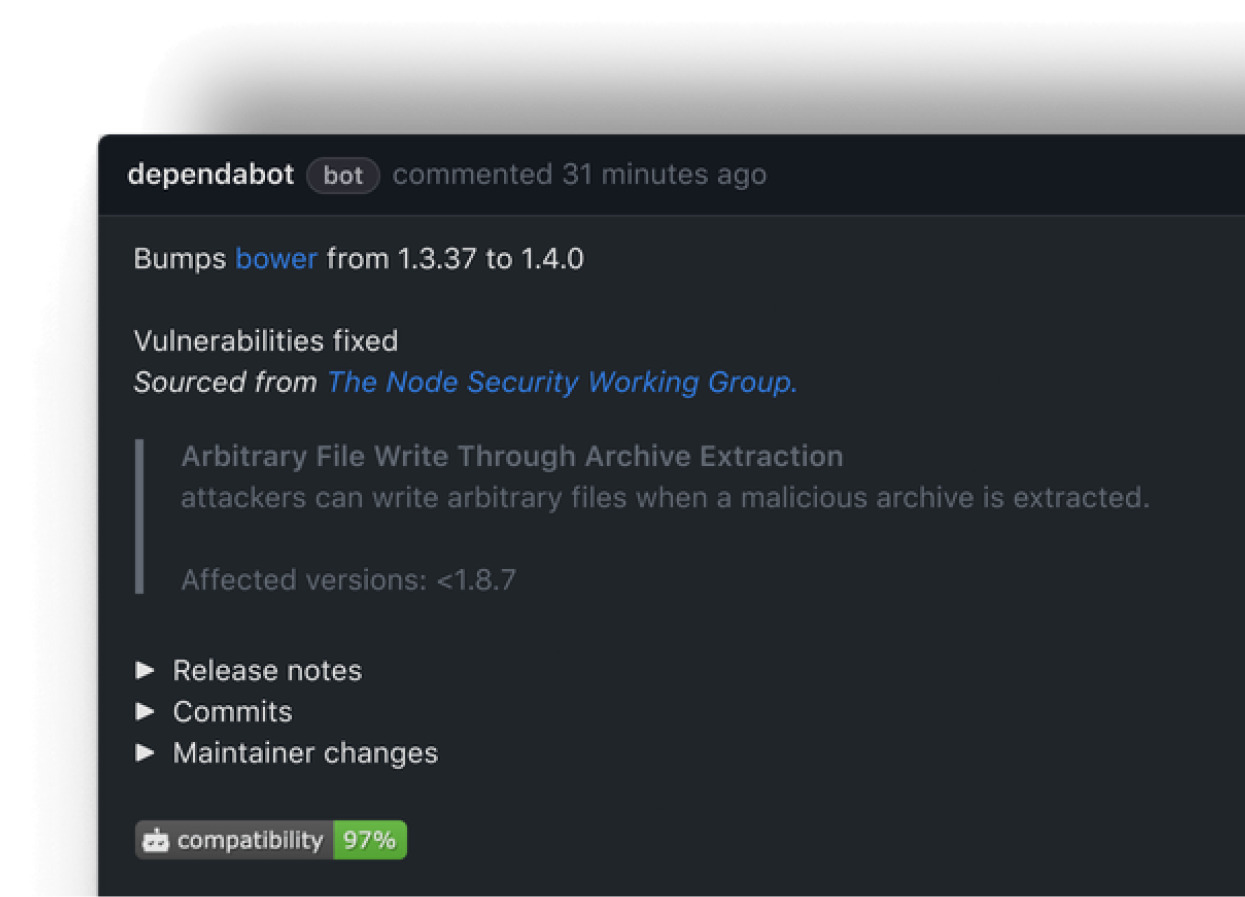 dependabot bot commented 31 minutes ago
Bumps bower from 1.3.37 to 1.4.0
Vulnerabilities fixed
Sourced from The Node Security Working Group.
Arbitrary File Write Through Archive Extraction
attackers can write arbitrary files when a malicious archive is extracted.
Affected versions: <1.8.7
► Release notes
► Commits
► Maintainer changes
compatibility 97%